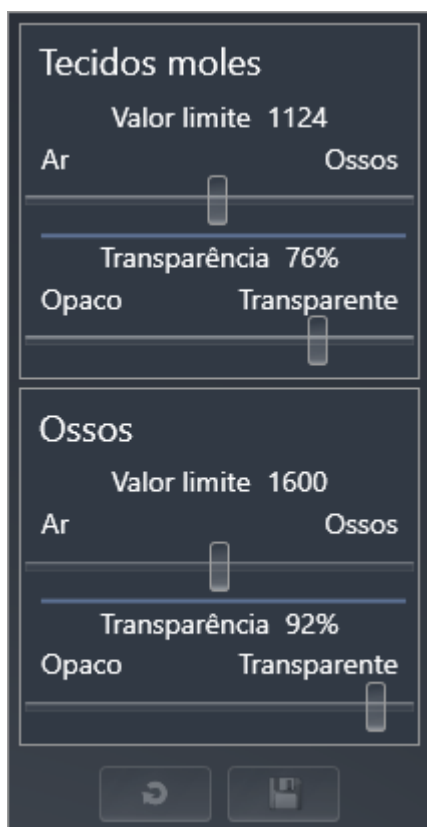 Tecidos moles
Valor limite 1124
Ar Ossos
Transparência 76%
Opaco Transparente
Ossos
Valor limite 1600
Ar Ossos
Transparência 92%
Opaco Transparente